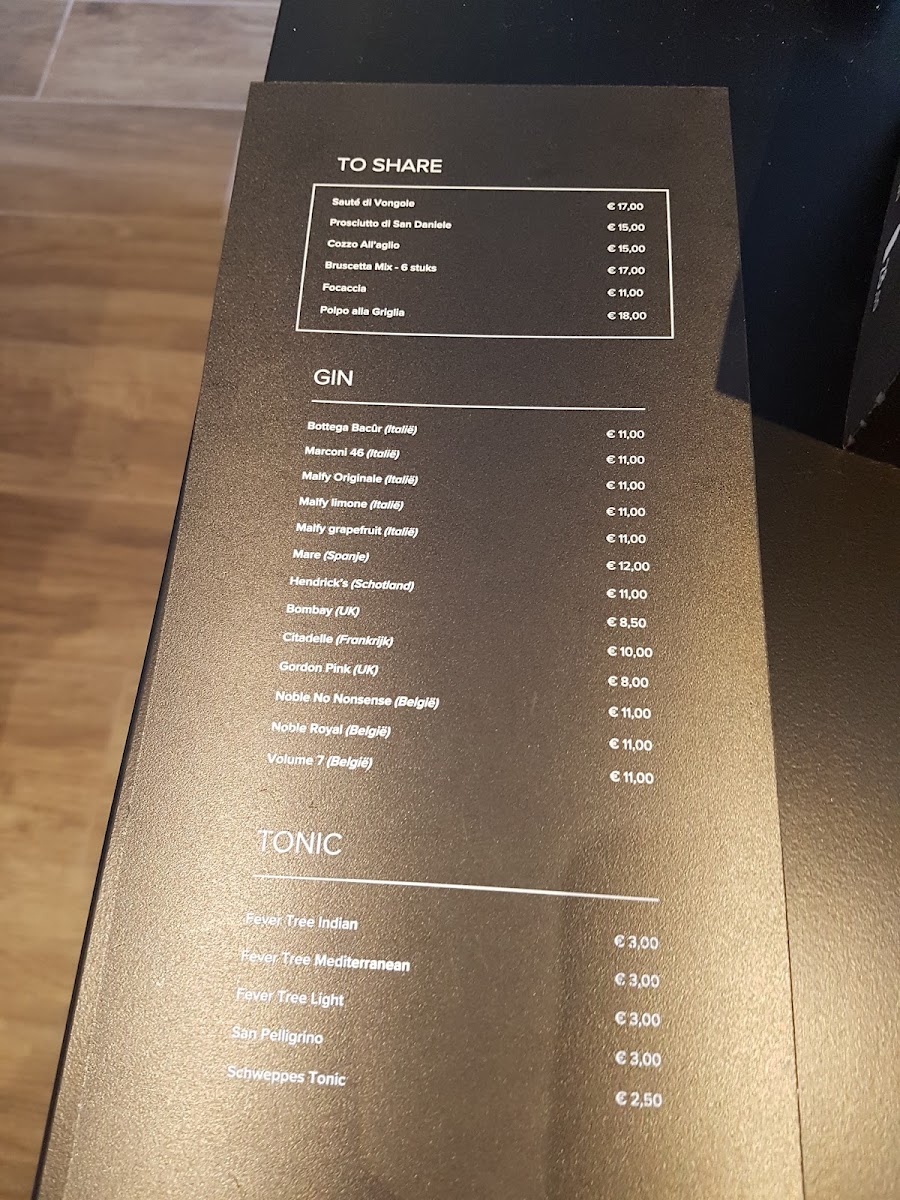 TO SHARE
Sauté di Vongole € 17,00
Prosciutto di San Daniele € 15,00
Cozzo All'aglio € 15,00
Bruscetta Mix - 6 stuks € 17,00
Focaccia € 11,00
Polpo alla Griglia € 18,00
GIN
Bottega Bacûr (Italië) € 11,00
Marconi 46 (Italië) € 11,00
Malfy Originale (Italië) € 11,00
Malfy limone (Italië) € 11,00
Malfy grapefruit (Italië) € 11,00
Mare (Spanje) € 12,00
Hendrick's (Schotland) € 11,00
Bombay (UK) € 8,50
Citadelle (Frankrijk) € 10,00
Gordon Pink (UK) € 8,00
Noble No Nonsense (België) € 11,00
Noble Royal (België) € 11,00
Volume 7 (België) € 11,00
TONIC
Fever Tree Indian € 3,00
Fever Tree Mediterranean € 3,00
Fever Tree Light € 3,00
San Pelligrino € 3,00
Schweppes Tonic € 2,50